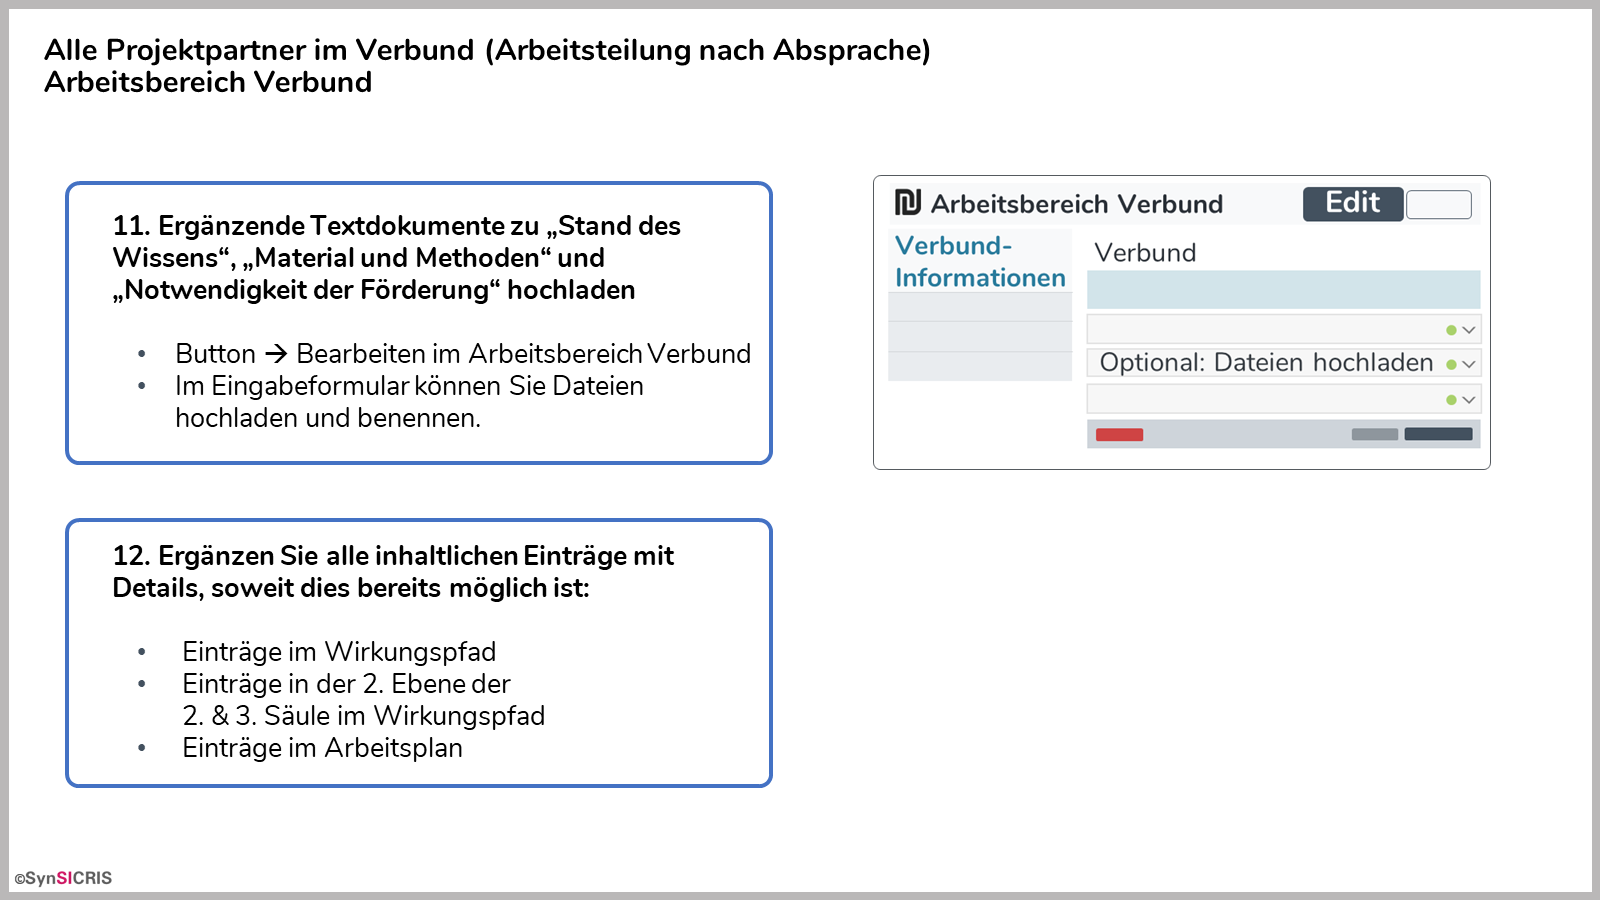 Alle Projektpartner im Verbund (Arbeitsteilung nach Absprache)
Arbeitsbereich Verbund
11. Ergänzende Textdokumente zu „Stand des
Wissens“, „Material und Methoden“ und
„Notwendigkeit der Förderung“ hochladen
• Button → Bearbeiten im Arbeitsbereich Verbund
• Im Eingabeformular können Sie Dateien
hochladen und benennen.
12. Ergänzen Sie alle inhaltlichen Einträge mit
Details, soweit dies bereits möglich ist:
• Einträge im Wirkungspfad
• Einträge in der 2. Ebene der
2. & 3. Säule im Wirkungspfad
• Einträge im Arbeitsplan
Arbeitsbereich Verbund
Edit
Verbund-
Informationen
Verbund
Optional: Dateien hochladen
©SynSICRIS